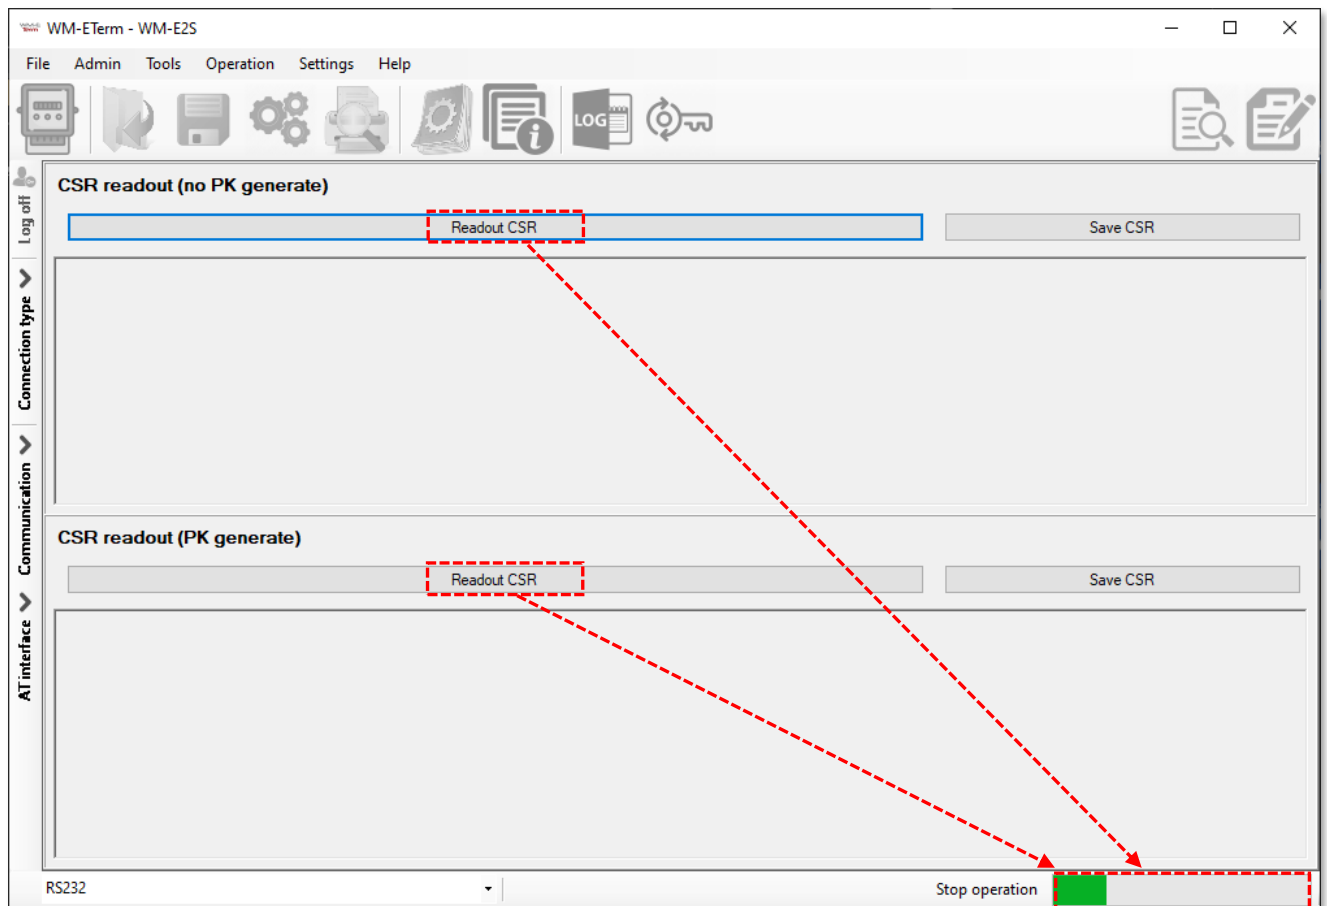 WM-ETerm - WM-E2S
File Admin Tools Operation Settings Help
LOG
Log off
Connection type
Communication
AT interface
CSR readout (no PK generate)
Readout CSR Save CSR
CSR readout (PK generate)
Readout CSR Save CSR
RS232 Stop operation